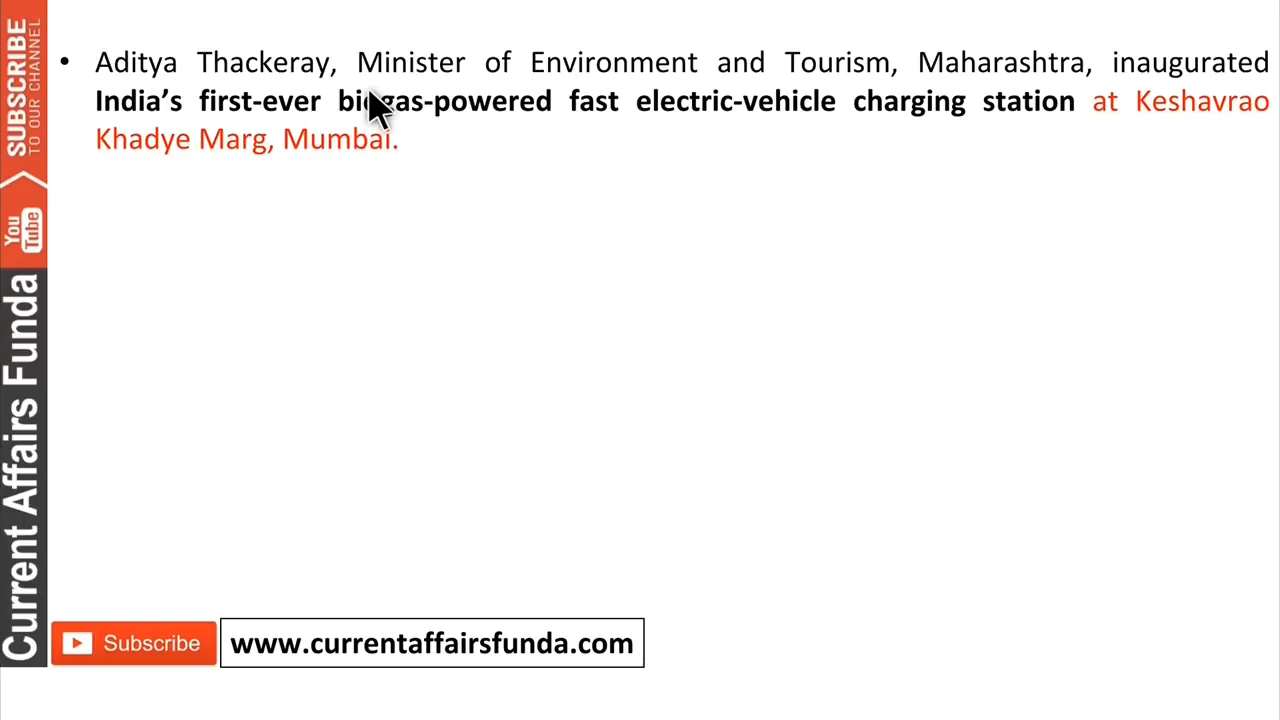 • Aditya Thackeray, Minister of Environment and Tourism, Maharashtra, inaugurated
India’s first-ever biogas-powered fast electric-vehicle charging station at Keshavrao
Khadye Marg, Mumbai.
SUBSCRIBE
TO OUR CHANNEL
You
Tube
Current Affairs Funda
Subscribe
www.currentaffairsfunda.com